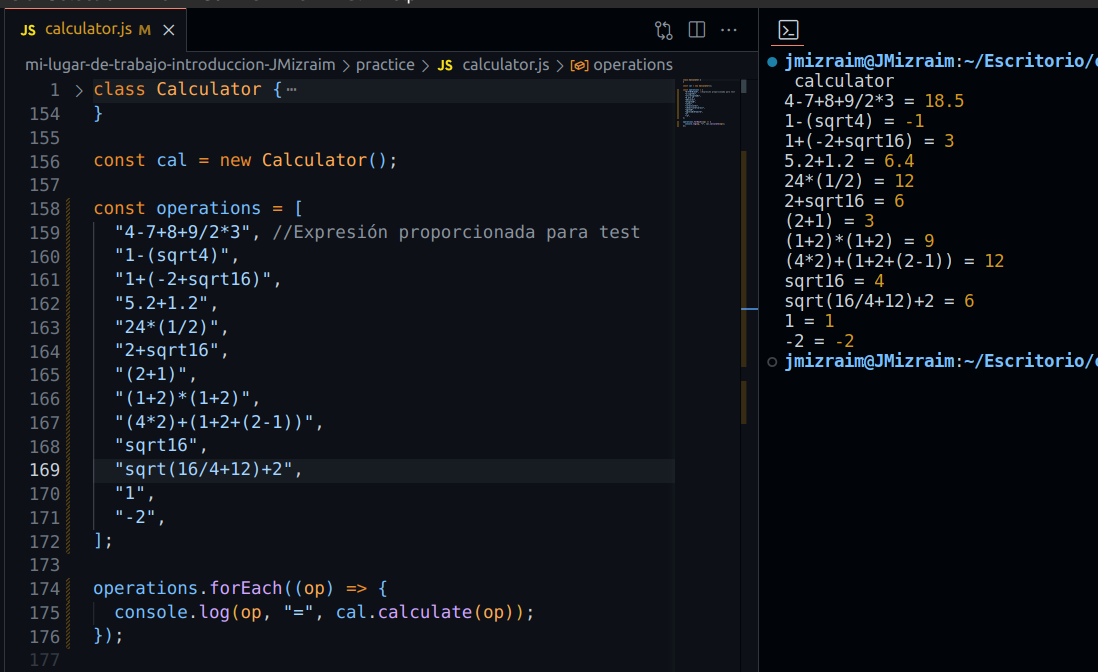 JS calculator.js M
mi-lugar-de-trabajo-introduccion-JMizraim > practice > JS calculator.js > operations
1 > class Calculator {⋯
154 }
155
156 const cal = new Calculator();
157
158 const operations = [
159 "4-7+8+9/2*3", //Expresión proporcionada para test
160 "1-(sqrt4)",
161 "1+(-2+sqrt16)",
162 "5.2+1.2",
163 "24*(1/2)",
164 "2+sqrt16",
165 "(2+1)",
166 "(1+2)*(1+2)",
167 "(4*2)+(1+2+(2-1))",
168 "sqrt16",
169 "sqrt(16/4+12)+2",
170 "1",
171 "-2",
172 ];
173
174 operations.forEach((op) => {
175 console.log(op, "=", cal.calculate(op));
176 });
177
jmizraim@JMizraim:~/Escritorio/
calculator
4-7+8+9/2*3 = 18.5
1-(sqrt4) = -1
1+(-2+sqrt16) = 3
5.2+1.2 = 6.4
24*(1/2) = 12
2+sqrt16 = 6
(2+1) = 3
(1+2)*(1+2) = 9
(4*2)+(1+2+(2-1)) = 12
sqrt16 = 4
sqrt(16/4+12)+2 = 6
1 = 1
-2 = -2
jmizraim@JMizraim:~/Escritorio/